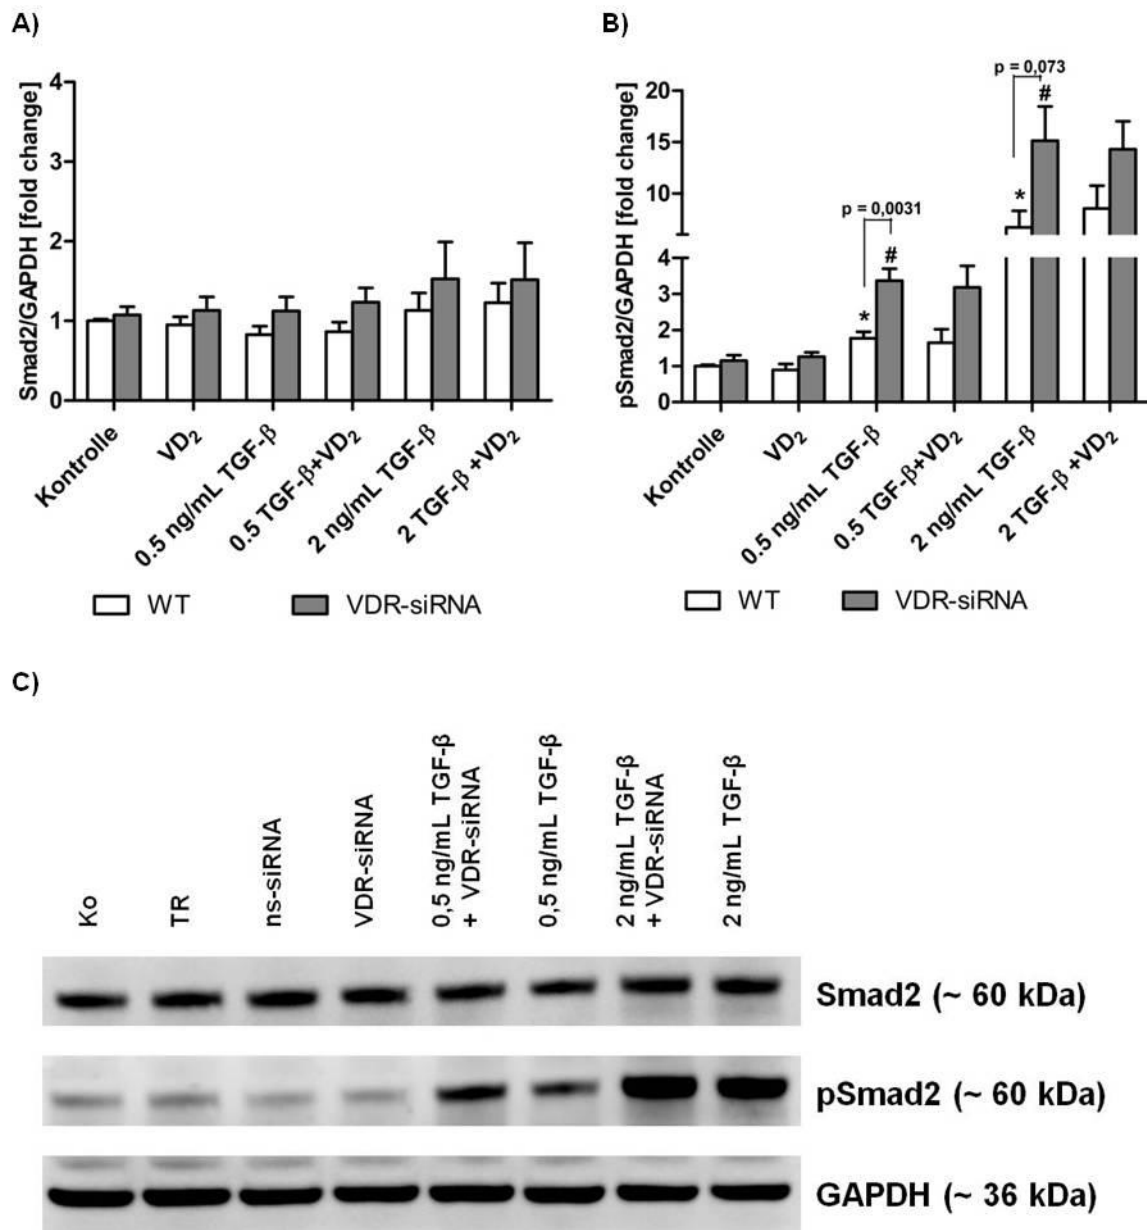 A)
Smad2/GAPDH [fold change]
4
3
2
1
0
Kontrolle
VD₂
0.5 ng/mL TGF-β
0.5 TGF-β+VD₂
2 ng/mL TGF-β
2 TGF-β +VD₂
WT
VDR-siRNA
B)
pSmad2/GAPDH [fold change]
20
15
10
4
3
2
1
0
p = 0,0031
*
#
p = 0,073
*
#
Kontrolle
VD₂
0.5 ng/mL TGF-β
0.5 TGF-β+VD₂
2 ng/mL TGF-β
2 TGF-β +VD₂
WT
VDR-siRNA
C)
Ko
TR
ns-siRNA
VDR-siRNA
0,5 ng/mL TGF-β
+ VDR-siRNA
0,5 ng/mL TGF-β
2 ng/mL TGF-β
+ VDR-siRNA
2 ng/mL TGF-β
Smad2 (~ 60 kDa)
pSmad2 (~ 60 kDa)
GAPDH (~ 36 kDa)